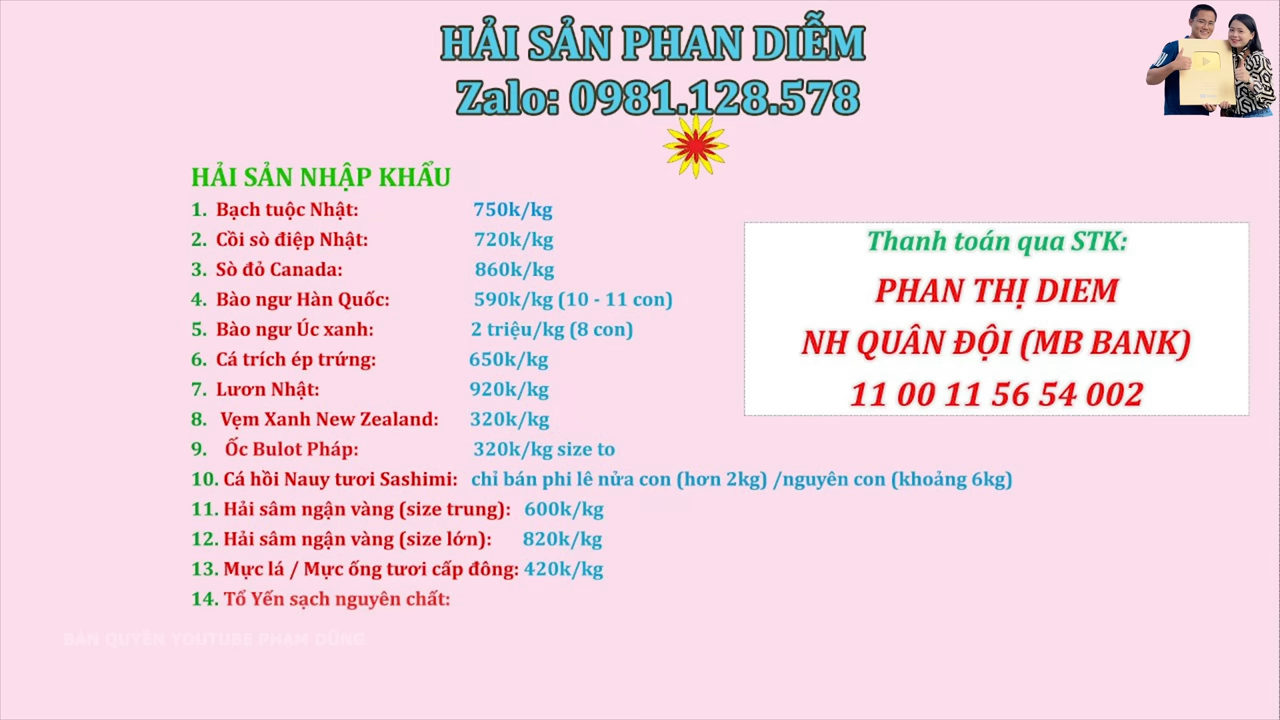 HẢI SẢN PHAN DIỄM
Zalo: 0981.128.578
HẢI SẢN NHẬP KHẨU
1. Bạch tuộc Nhật: 750k/kg
2. Cồi sò điệp Nhật: 720k/kg
3. Sò đỏ Canada: 860k/kg
4. Bào ngư Hàn Quốc: 590k/kg (10 - 11 con)
5. Bào ngư Úc xanh: 2 triệu/kg (8 con)
6. Cá trích ép trứng: 650k/kg
7. Lươn Nhật: 920k/kg
8. Vẹm Xanh New Zealand: 320k/kg
9. Ốc Bulot Pháp: 320k/kg size to
10. Cá hồi Nauy tươi Sashimi: chỉ bán phi lê nửa con (hơn 2kg) /nguyên con (khoảng 6kg)
11. Hải sâm ngận vàng (size trung): 600k/kg
12. Hải sâm ngận vàng (size lớn): 820k/kg
13. Mực lá / Mực ống tươi cấp đông: 420k/kg
14. Tổ Yến sạch nguyên chất:
Thanh toán qua STK:
PHAN THỊ DIEM
NH QUÂN ĐỘI (MB BANK)
11 00 11 56 54 002
BẢN QUYỀN YOUTUBE PHẠM DŨNG